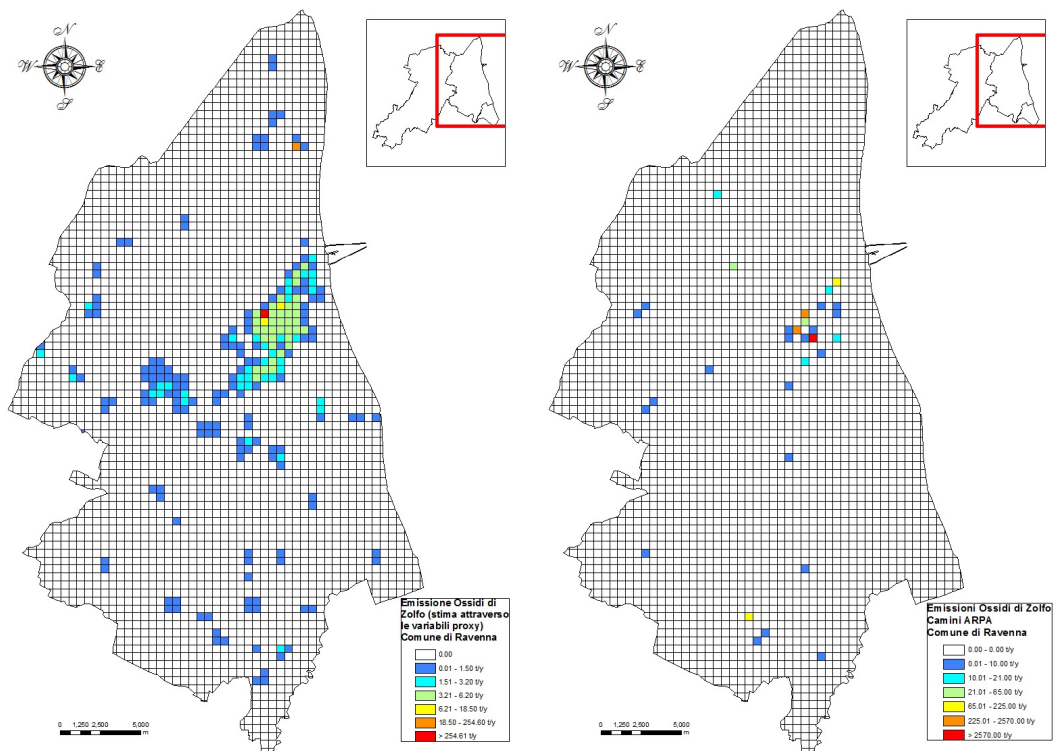 N
W
E
S
Emissione Ossidi di
Zolfo (stima attraverso
le variabili proxy)
Comune di Ravenna
0.00
0.01 - 1.50 t/y
1.51 - 3.20 t/y
3.21 - 6.20 t/y
6.21 - 18.50 t/y
18.50 - 254.60 t/y
> 254.61 t/y
0 1,250 2,500 5,000
m
N
W
E
S
Emissioni Ossidi di Zolfo
Camini ARPA
Comune di Ravenna
0.00 - 0.00 t/y
0.01 - 10.00 t/y
10.01 - 21.00 t/y
21.01 - 65.00 t/y
65.01 - 225.00 t/y
225.01 - 2570.00 t/y
> 2570.00 t/y
0 1,250 2,500 5,000
m